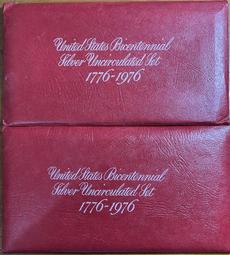 United States Bicentennial
Silver Uncirculated Set
1776-1976
United States Bicentennial
Silver Uncirculated Set
1776-1976